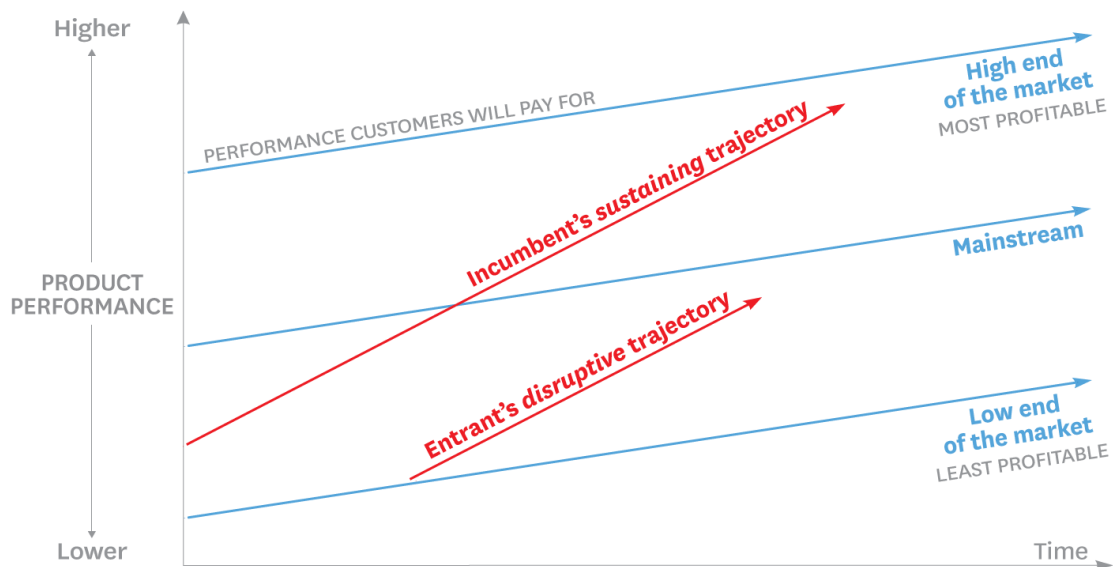 Higher
PRODUCT
PERFORMANCE
Lower
PERFORMANCE CUSTOMERS WILL PAY FOR
Incumbent’s sustaining trajectory
Entrant’s disruptive trajectory
High end
of the market
MOST PROFITABLE
Mainstream
Low end
of the market
LEAST PROFITABLE
Time